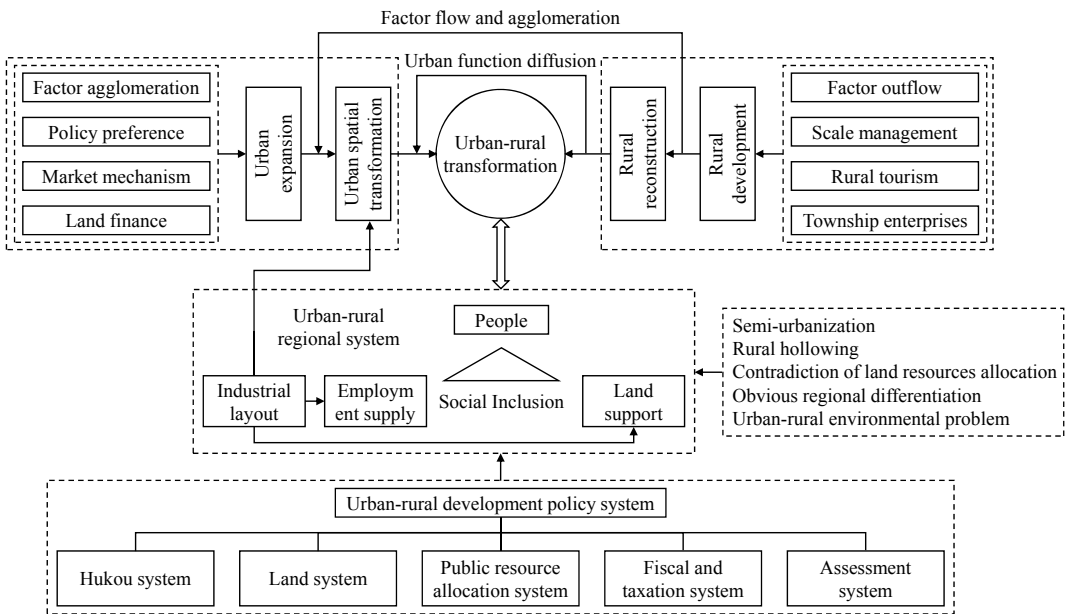 Factor flow and agglomeration
Urban function diffusion
Factor agglomeration
Policy preference
Market mechanism
Land finance
Urban
expansion
Urban spatial
transformation
Urban-rural
transformation
Rural
reconstruction
Rural
development
Factor outflow
Scale management
Rural tourism
Township enterprises
Urban-rural
regional system
People
Social Inclusion
Industrial
layout
Employm
ent supply
Land
support
Semi-urbanization
Rural hollowing
Contradiction of land resources allocation
Obvious regional differentiation
Urban-rural environmental problem
Urban-rural development policy system
Hukou system
Land system
Public resource
allocation system
Fiscal and
taxation system
Assessment
system